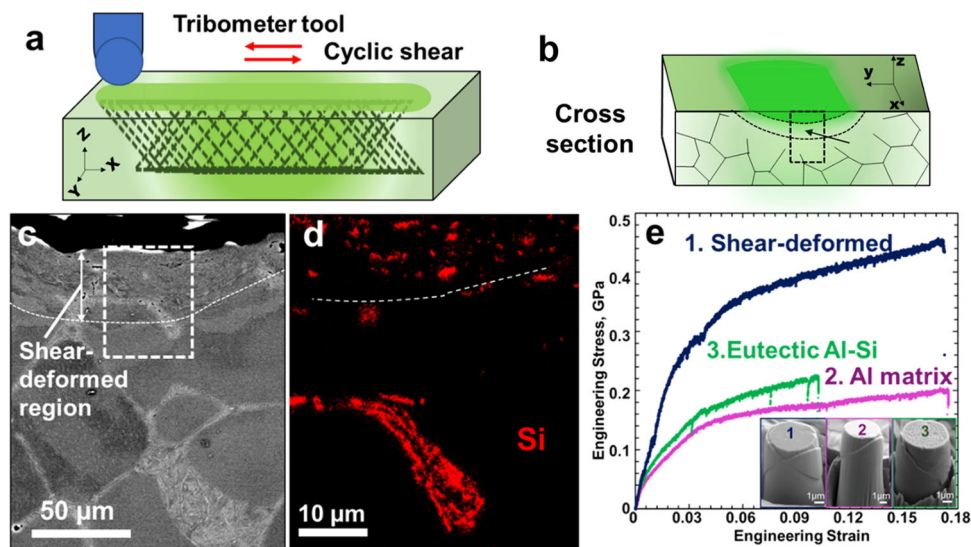 a
Tribometer tool
Cyclic shear
Z
X
Y
b
Cross
section
z
y
x
c
Shear-
deformed
region
50 μm
d
Si
10 μm
e
1. Shear-deformed
3.Eutectic Al-Si
2. Al matrix
Engineering Stress, GPa
0.5
0.4
0.3
0.2
0.1
0
0
0.03
0.06
0.09
0.12
0.15
0.18
Engineering Strain
1
2
3
1μm
1μm
1μm